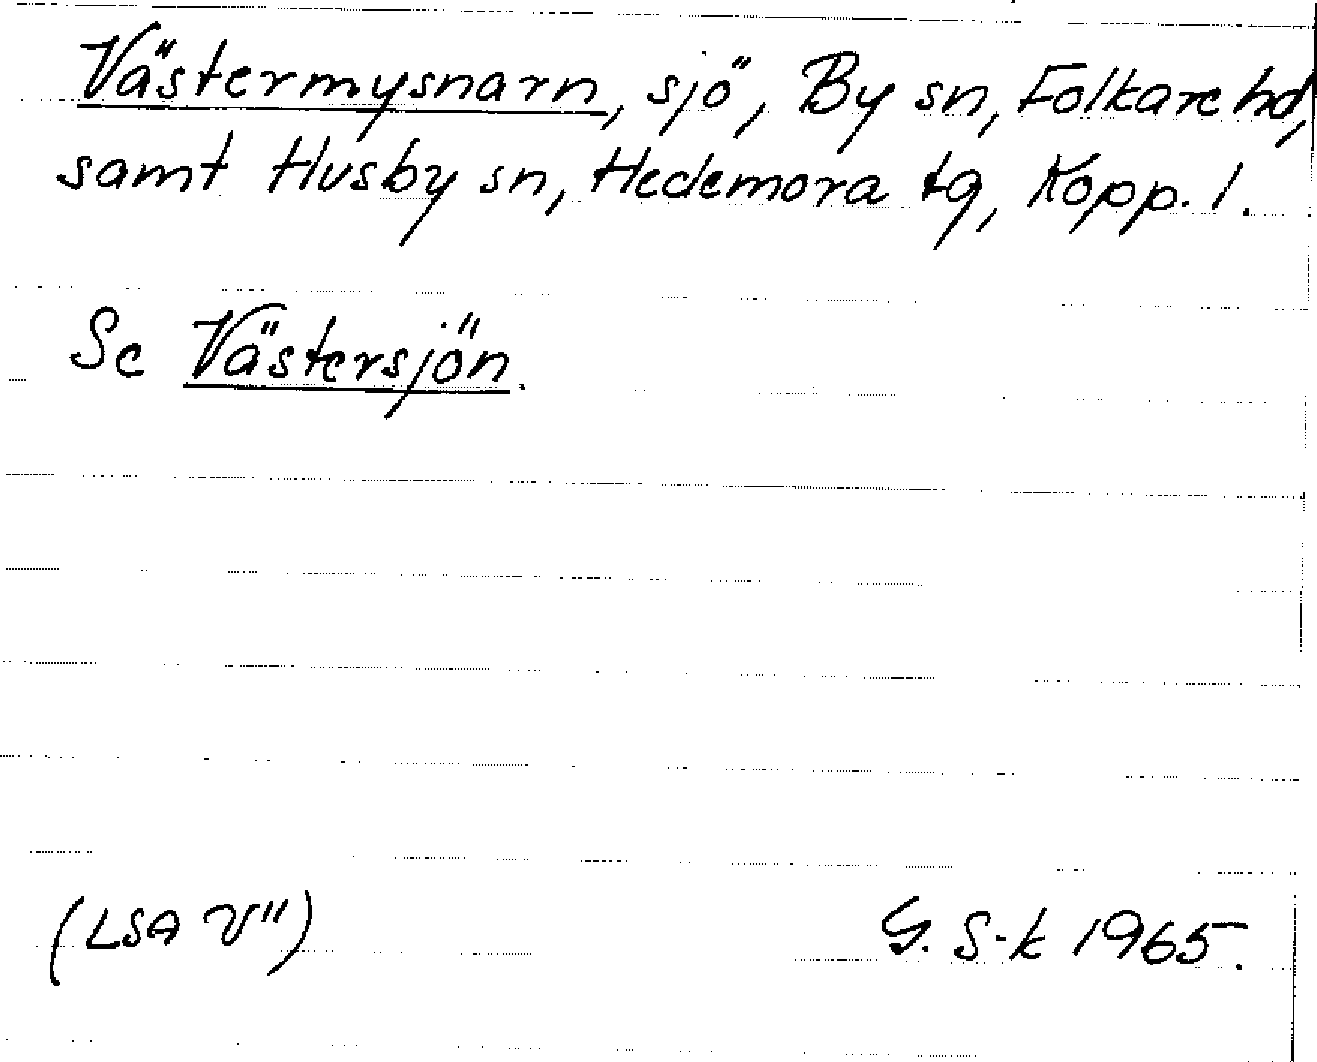 Västermysnarn, sjö, By sn, Folkare hd,
samt Husby sn, Hedemora tg, Kopp. l.
Se Västersjön.
(LSA V") G. S-k 1965.